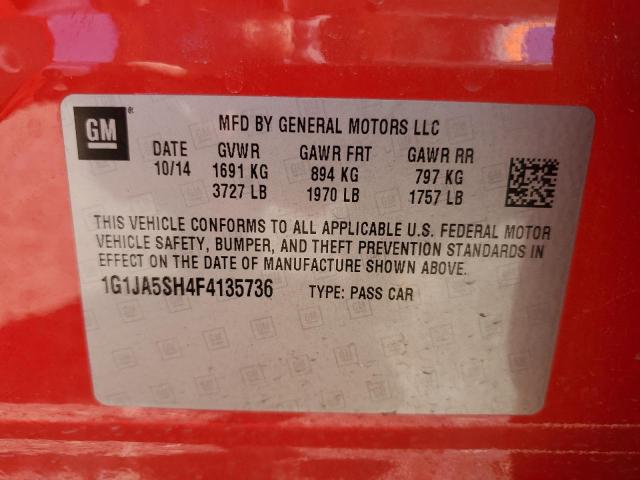 GM
MFD BY GENERAL MOTORS LLC
DATE GVWR GAWR FRT GAWR RR
10/14 1691 KG 894 KG 797 KG
3727 LB 1970 LB 1757 LB
THIS VEHICLE CONFORMS TO ALL APPLICABLE U.S. FEDERAL MOTOR
VEHICLE SAFETY, BUMPER, AND THEFT PREVENTION STANDARDS IN
EFFECT ON THE DATE OF MANUFACTURE SHOWN ABOVE.
1G1JA5SH4F4135736 TYPE: PASS CAR